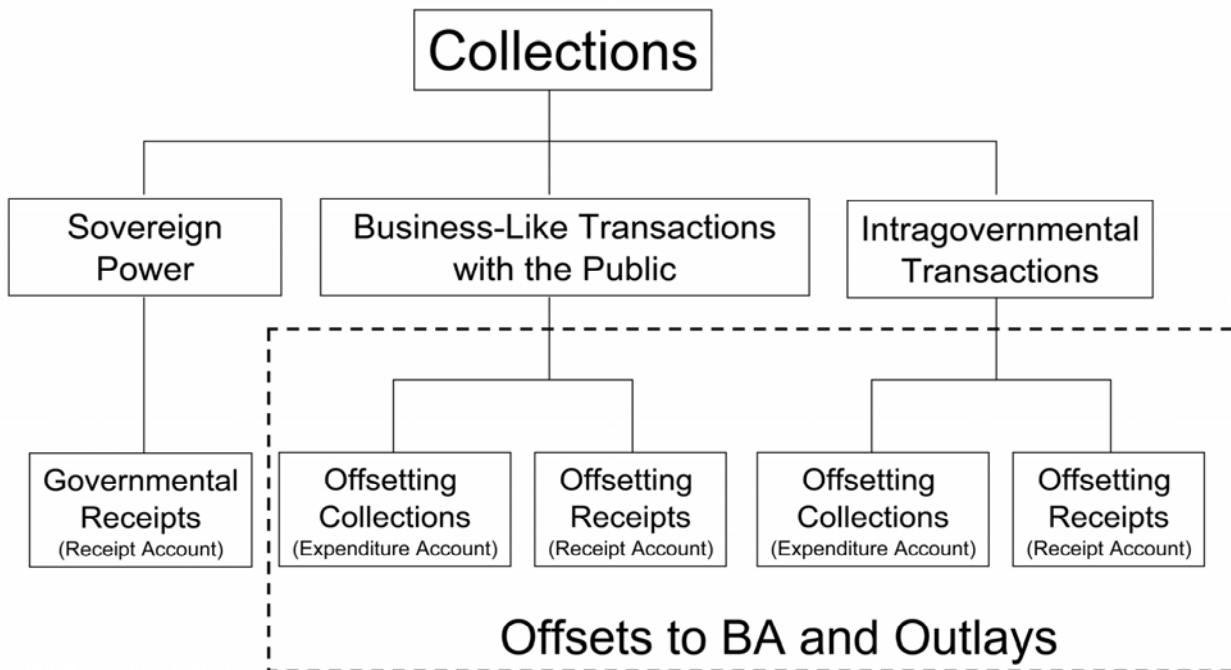 Collections
Sovereign
Power
Business-Like Transactions
with the Public
Intragovernmental
Transactions
Governmental
Receipts
(Receipt Account)
Offsetting
Collections
(Expenditure Account)
Offsetting
Receipts
(Receipt Account)
Offsetting
Collections
(Expenditure Account)
Offsetting
Receipts
(Receipt Account)
Offsets to BA and Outlays